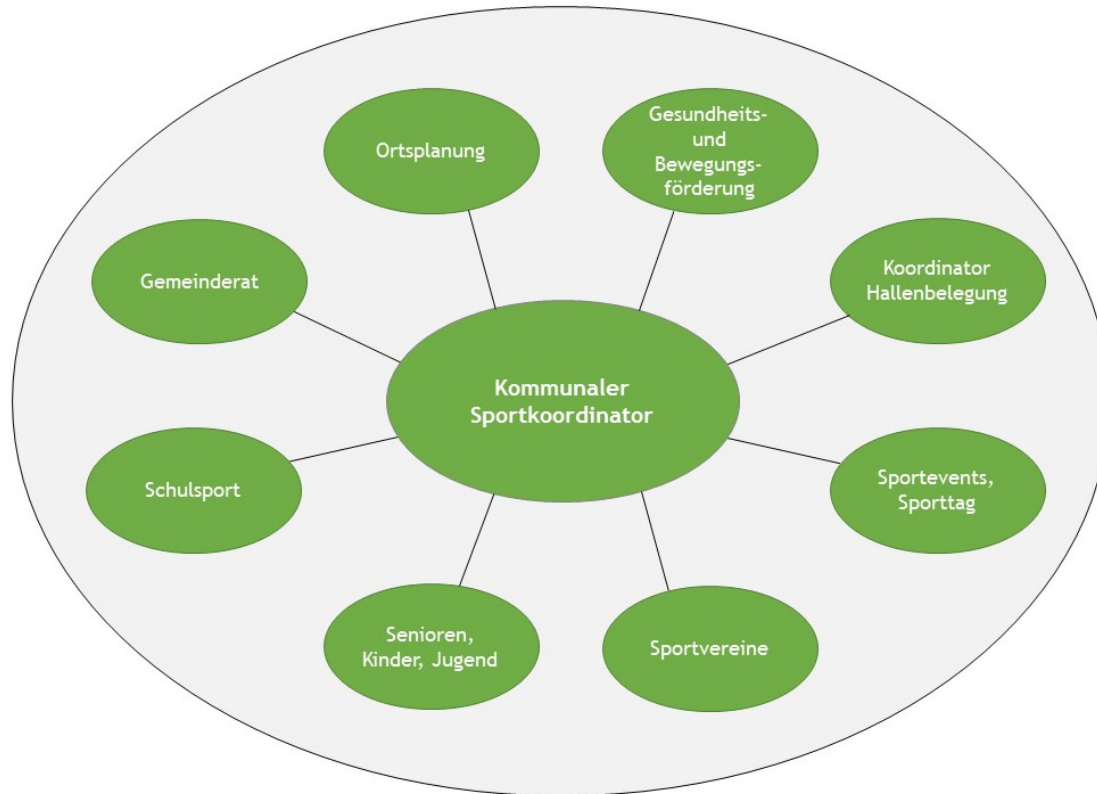 Ortsplanung
Gesundheits-
und
Bewegungs-
förderung
Gemeinderat
Koordinator
Hallenbelegung
Kommunaler
Sportkoordinator
Schulsport
Sportevents,
Sporttag
Senioren,
Kinder, Jugend
Sportvereine